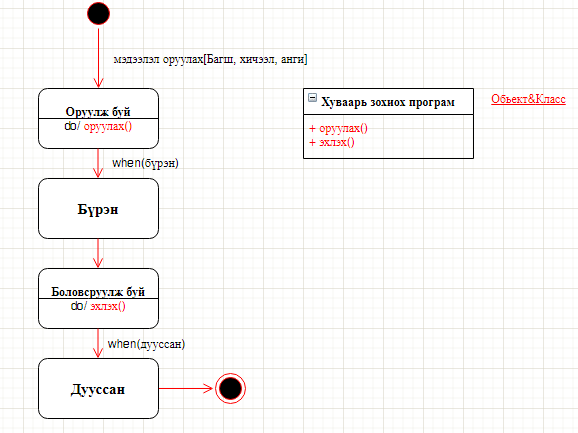 мэдээлэл оруулах[Багш, хичээл, анги]
Оруулж буй
do/ оруулах()
when(бүрэн)
Бүрэн
Боловсруулж буй
do/ эхлэх()
when(дууссан)
Дууссан
Хуваарь зохиох програм
+ оруулах()
+ эхлэх()
Обьект&Класс